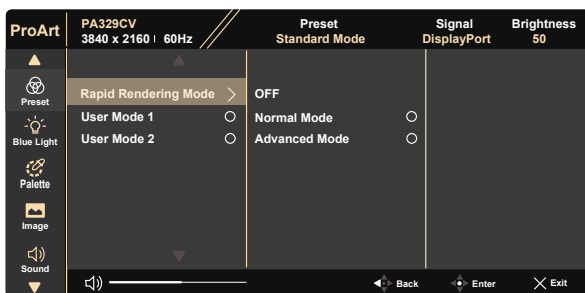 ProArt
PA329CV
3840 x 2160 60Hz
Preset
Standard Mode
Signal
DisplayPort
Brightness
50
Preset
Blue Light
Palette
Image
Sound
Rapid Rendering Mode
User Mode 1
User Mode 2
OFF
Normal Mode
Advanced Mode
Back
Enter
Exit